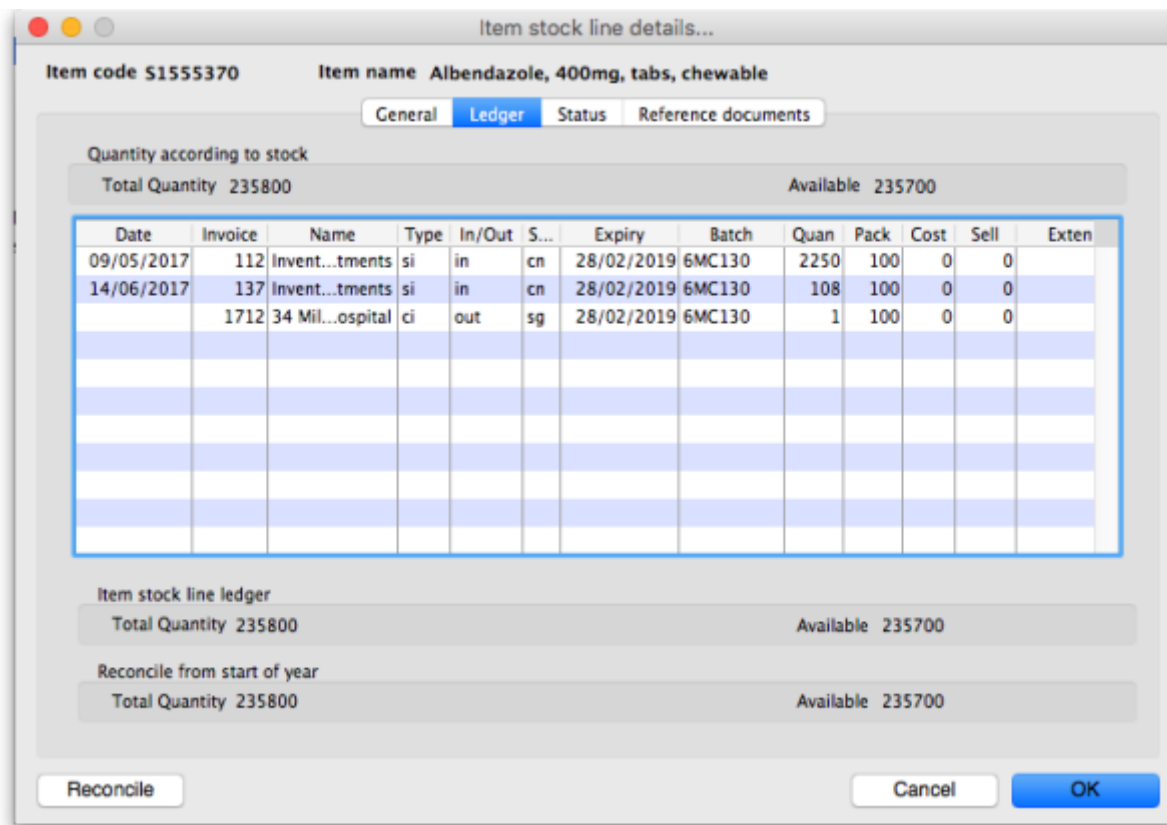 Item stock line details...
Item code S1555370 Item name Albendazole, 400mg, tabs, chewable
General Ledger Status Reference documents
Quantity according to stock
Total Quantity 235800 Available 235700
Date Invoice Name Type In/Out S... Expiry Batch Quan Pack Cost Sell Exten
09/05/2017 112 Invent...tments si in cn 28/02/2019 6MC130 2250 100 0 0
14/06/2017 137 Invent...tments si in cn 28/02/2019 6MC130 108 100 0 0
1712 34 Mil...ospital ci out sg 28/02/2019 6MC130 1 100 0 0
Item stock line ledger
Total Quantity 235800 Available 235700
Reconcile from start of year
Total Quantity 235800 Available 235700
Reconcile Cancel OK